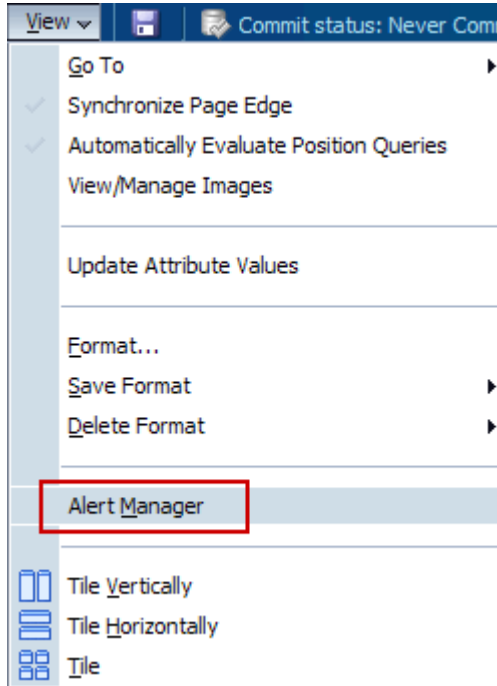 View Commit status: Never Com
Go To
Synchronize Page Edge
Automatically Evaluate Position Queries
View/Manage Images
Update Attribute Values
Format...
Save Format
Delete Format
Alert Manager
Tile Vertically
Tile Horizontally
Tile